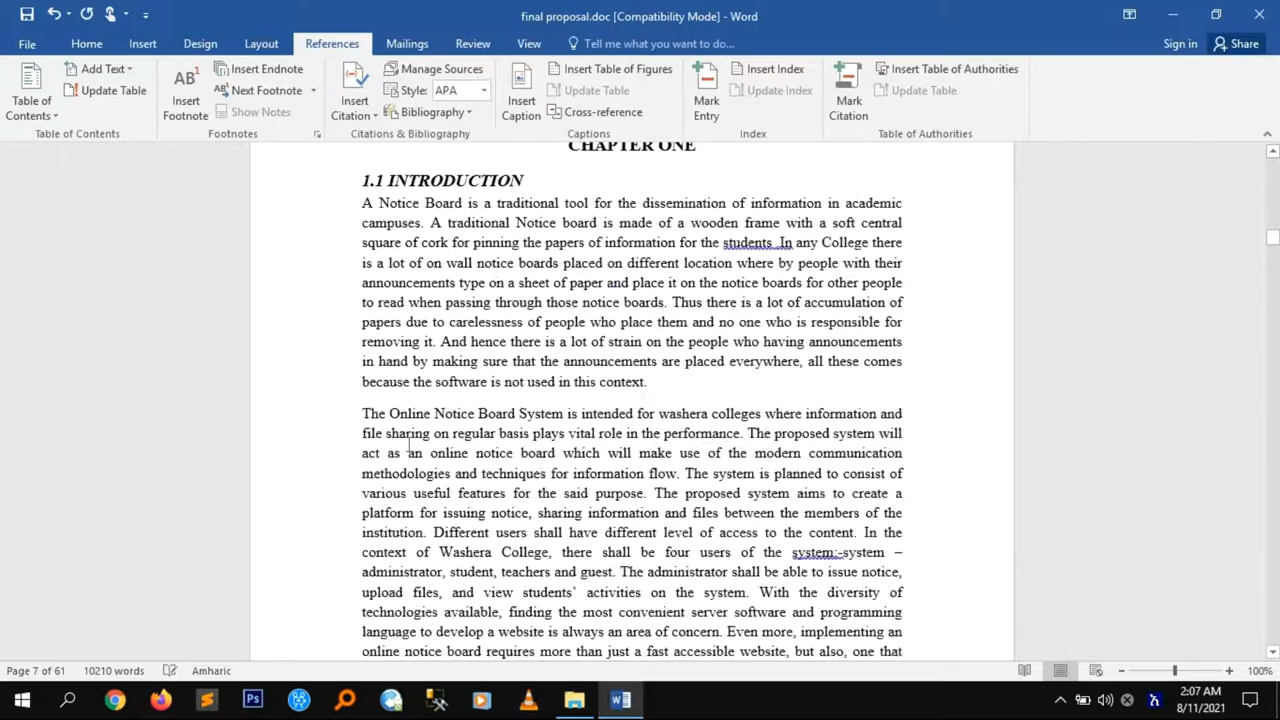 final proposal.doc [Compatibility Mode] - Word
File Home Insert Design Layout References Mailings Review View Tell me what you want to do... Sign in Share
Table of Contents
Add Text
Update Table
Table of Contents
AB1
Insert Footnote
Insert Endnote
AB1 Next Footnote
Show Notes
Footnotes
Insert Citation
Manage Sources
Style: APA
Bibliography
Citations & Bibliography
Insert Caption
Insert Table of Figures
Update Table
Cross-reference
Captions
Mark Entry
Insert Index
Update Index
Index
Mark Citation
Insert Table of Authorities
Update Table
Table of Authorities
CHAPTER ONE
1.1 INTRODUCTION
A Notice Board is a traditional tool for the dissemination of information in academic
campuses. A traditional Notice board is made of a wooden frame with a soft central
square of cork for pinning the papers of information for the students .In any College there
is a lot of on wall notice boards placed on different location where by people with their
announcements type on a sheet of paper and place it on the notice boards for other people
to read when passing through those notice boards. Thus there is a lot of accumulation of
papers due to carelessness of people who place them and no one who is responsible for
removing it. And hence there is a lot of strain on the people who having announcements
in hand by making sure that the announcements are placed everywhere, all these comes
because the software is not used in this context.
The Online Notice Board System is intended for washera colleges where information and
file sharing on regular basis plays vital role in the performance. The proposed system will
act as an online notice board which will make use of the modern communication
methodologies and techniques for information flow. The system is planned to consist of
various useful features for the said purpose. The proposed system aims to create a
platform for issuing notice, sharing information and files between the members of the
institution. Different users shall have different level of access to the content. In the
context of Washera College, there shall be four users of the system:-system –
administrator, student, teachers and guest. The administrator shall be able to issue notice,
upload files, and view students` activities on the system. With the diversity of
technologies available, finding the most convenient server software and programming
language to develop a website is always an area of concern. Even more, implementing an
online notice board requires more than just a fast accessible website, but also, one that
Page 7 of 61 10210 words Amharic 100%
Ps
2:07 AM
8/11/2021